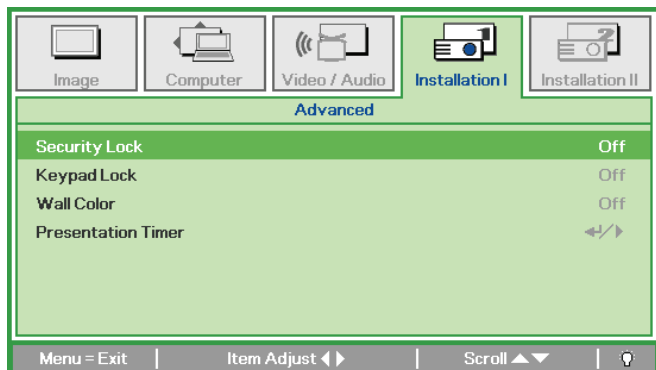 Image Computer Video / Audio Installation I Installation II
Advanced
Security Lock Off
Keypad Lock Off
Wall Color Off
Presentation Timer
Menu = Exit Item Adjust Scroll